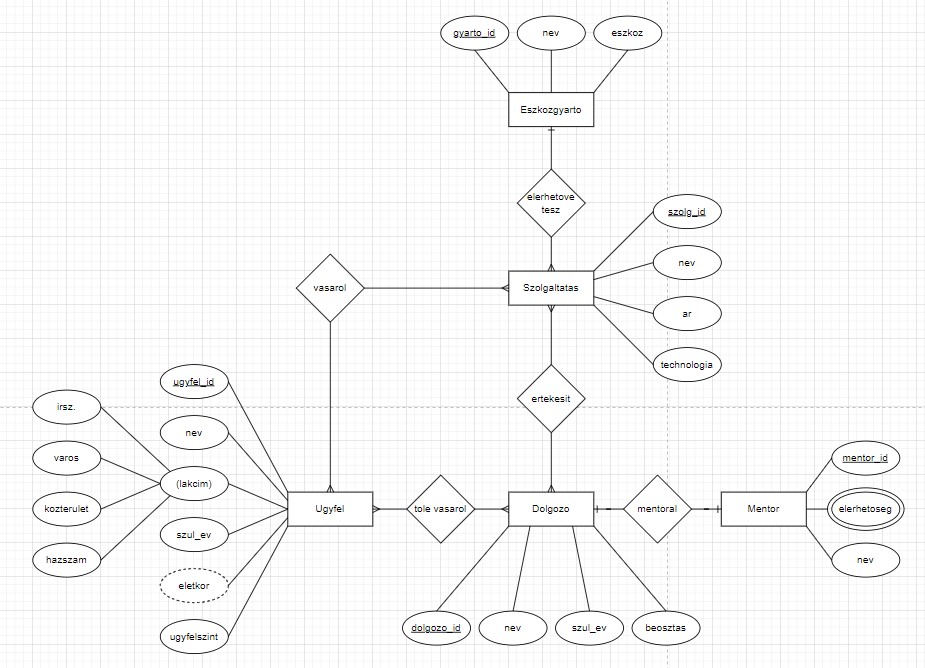 gyarto_id
nev
eszkoz
Eszkozgyarto
elerhetove
tesz
szolg_id
nev
vasarol
Szolgaltatas
ar
technologia
ugyfel_id
ertekesit
irsz.
nev
varos
mentor_id
(lakcim)
kozterulet
Ugyfel
tole vasarol
Dolgozo
mentoral
Mentor
elerhetoseg
szul_ev
hazszam
nev
eletkor
dolgozo_id
nev
szul_ev
beosztas
ugyfelszint